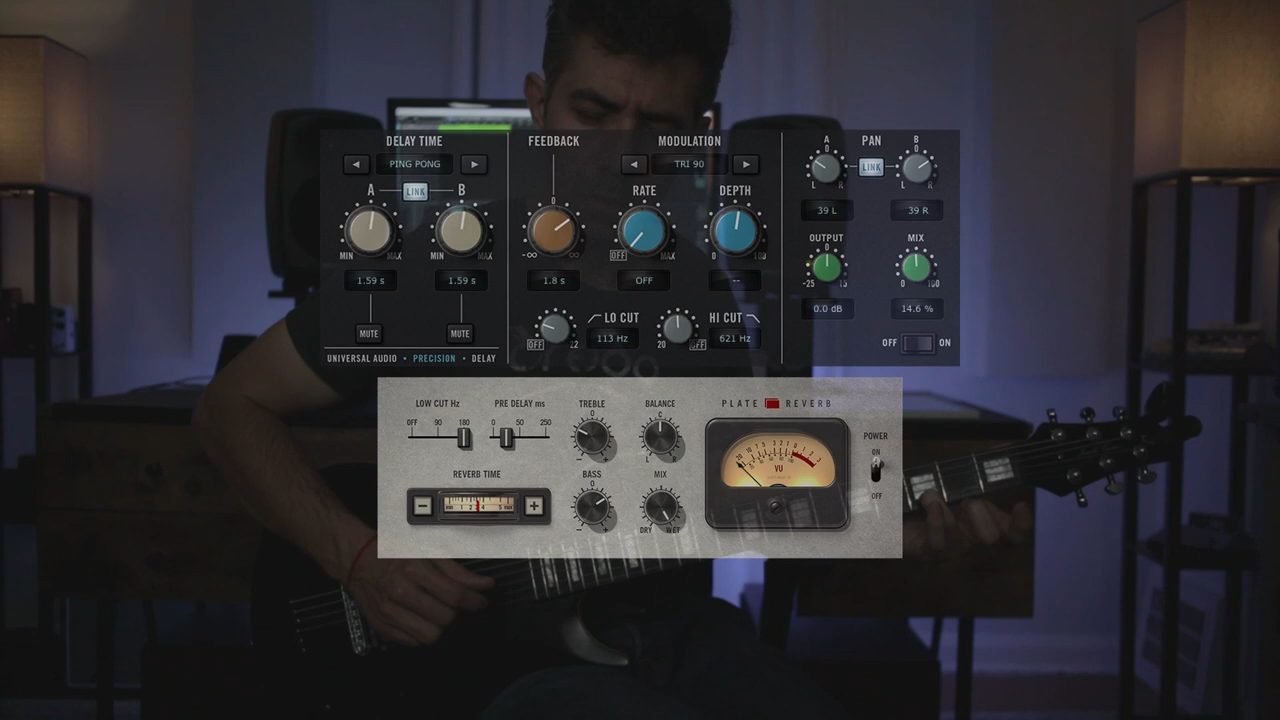 DELAY TIME
FEEDBACK
MODULATION
A
PAN
B
PING PONG
TRI 90
0
0
LINK
A
LINK
B
RATE
DEPTH
L
R
L
R
0
39 L
39 R
MIN
MAX
MIN
MAX
-∞
∞
OFF
MAX
0
100
OUTPUT
0
MIX
1.59 s
1.59 s
1.8 s
OFF
--
-25
15
0
100
0.0 dB
14.6 %
MUTE
MUTE
LO CUT
113 Hz
HI CUT
621 Hz
OFF
20
OFF
OFF
ON
UNIVERSAL AUDIO • PRECISION • DELAY
LOW CUT Hz
PRE DELAY ms
TREBLE
BALANCE
PLATE REVERB
OFF 90 180
0 50 250
0
C
-
+
L
R
VU
POWER
ON
OFF
REVERB TIME
BASS
MIX
0
-
+
DRY
WET